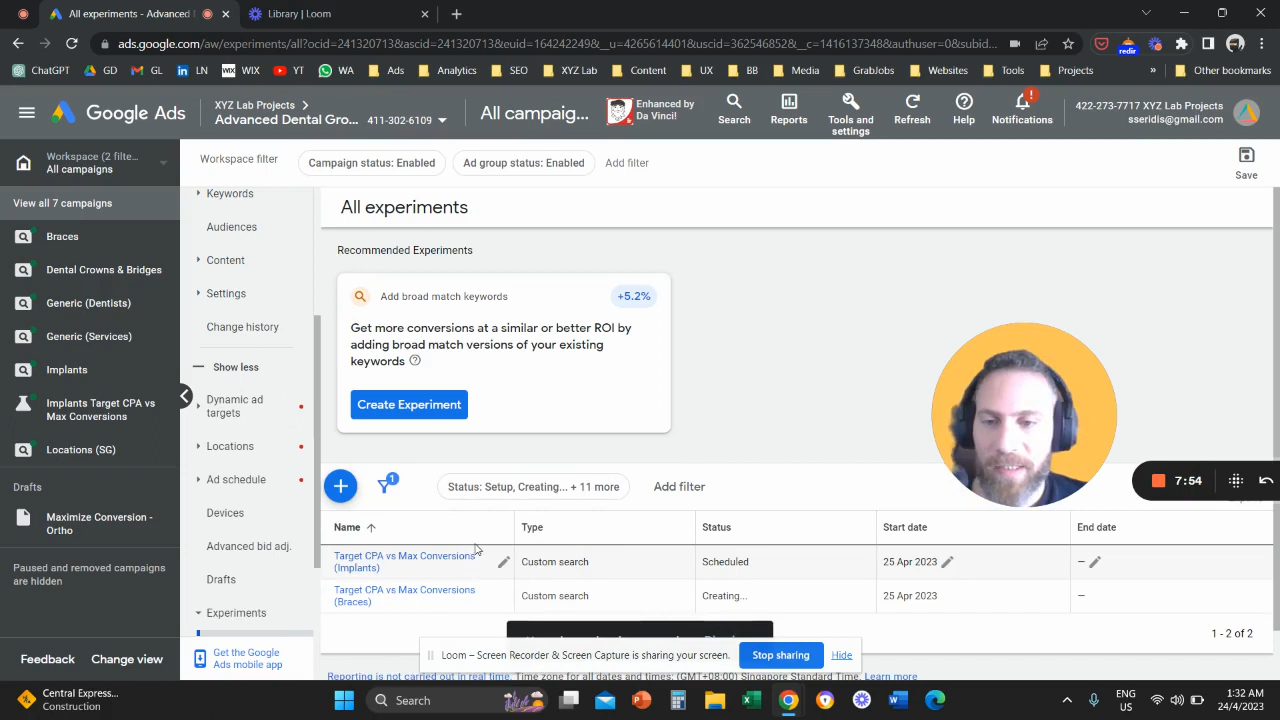 All experiments - Advanced
Library | Loom
ads.google.com/aw/experiments/all?ocid=241320713&ascid=241320713&euid=1642422498&__u=4265614401&uscid=3625468528&__c=1416137348&authuser=0&subid...
redir
ChatGPT
GD
GL
LN
WIX
WIX
YT
WA
Ads
Analytics
SEO
XYZ Lab
Content
UX
BB
Media
GrabJobs
Websites
Tools
Projects
»
Other bookmarks
Google Ads
XYZ Lab Projects
Advanced Dental Gro... 411-302-6109
All campaig...
Enhanced by
Da Vinci!
Search
Reports
Tools and
settings
Refresh
Help
!
Notifications
422-273-7717 XYZ Lab Projects
sseridis@gmail.com
Workspace (2 filte...
All campaigns
View all 7 campaigns
Braces
Dental Crowns & Bridges
Generic (Dentists)
Generic (Services)
Implants
Implants Target CPA vs
Max Conversions
Locations (SG)
Drafts
Maximize Conversion -
Ortho
Paused and removed campaigns
are hidden
Feedback
Change view
Workspace filter
Campaign status: Enabled
Ad group status: Enabled
Add filter
Save
Keywords
Audiences
Content
Settings
Change history
Show less
Dynamic ad
targets
Locations
Ad schedule
Devices
Advanced bid adj.
Drafts
Experiments
Get the Google
Ads mobile app
All experiments
Recommended Experiments
Add broad match keywords
+5.2%
Get more conversions at a similar or better ROI by
adding broad match versions of your existing
keywords
Create Experiment
1
Status: Setup, Creating... + 11 more
Add filter
Name
Type
Status
Start date
End date
Target CPA vs Max Conversions
(Implants)
Custom search
Scheduled
25 Apr 2023
–
Target CPA vs Max Conversions
(Braces)
Custom search
Creating...
25 Apr 2023
–
1 - 2 of 2
7:54
Loom – Screen Recorder & Screen Capture is sharing your screen.
Stop sharing
Hide
Reporting is not carried out in real time. Time zone for all dates and times: (GMT+08:00) Singapore Standard Time. Learn more
Central Express...
Construction
Search
ENG
US
1:32 AM
24/4/2023